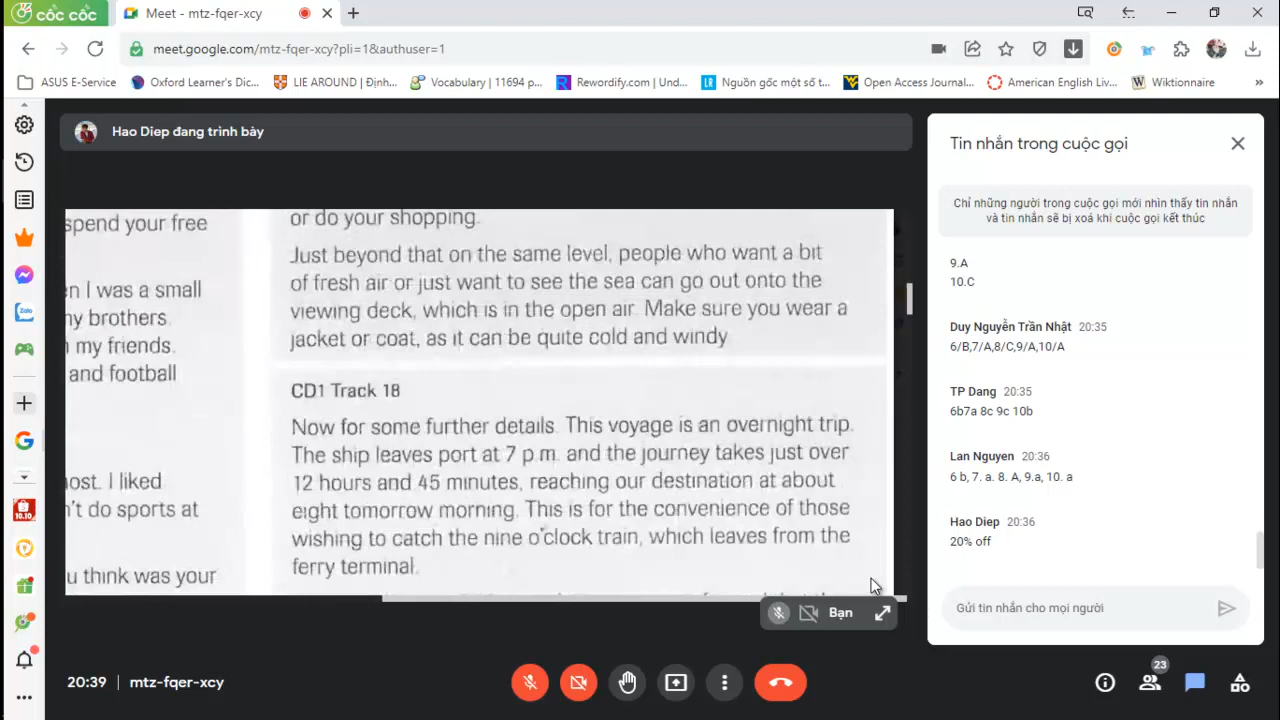 cốc cốc
Meet - mtz-fqer-xcy
meet.google.com/mtz-fqer-xcy?pli=1&authuser=1
ASUS E-Service
Oxford Learner's Dic...
LIE AROUND | Định...
Vocabulary | 11694 p...
Rewordify.com | Und...
Nguồn gốc một số t...
Open Access Journal...
American English Liv...
Wiktionnaire
»
Hao Diep đang trình bày
spend your free
en I was a small
ny brothers.
my friends.
and football
nost. I liked
n't do sports at
u think was your
or do your shopping.
Just beyond that on the same level, people who want a bit
of fresh air or just want to see the sea can go out onto the
viewing deck, which is in the open air. Make sure you wear a
jacket or coat, as it can be quite cold and windy
CD1 Track 18
Now for some further details. This voyage is an overnight trip.
The ship leaves port at 7 p m. and the journey takes just over
12 hours and 45 minutes, reaching our destination at about
eight tomorrow morning. This is for the convenience of those
wishing to catch the nine o'clock train, which leaves from the
ferry terminal.
Bạn
Tin nhắn trong cuộc gọi
Chỉ những người trong cuộc gọi mới nhìn thấy tin nhắn
và tin nhắn sẽ bị xoá khi cuộc gọi kết thúc
9.A
10.C
Duy Nguyễn Trần Nhật 20:35
6/B,7/A,8/C,9/A,10/A
TP Dang 20:35
6b7a 8c 9c 10b
Lan Nguyen 20:36
6 b, 7. a. 8. A, 9.a, 10. a
Hao Diep 20:36
20% off
Gửi tin nhắn cho mọi người
20:39 | mtz-fqer-xcy
23
Zalo
10.10